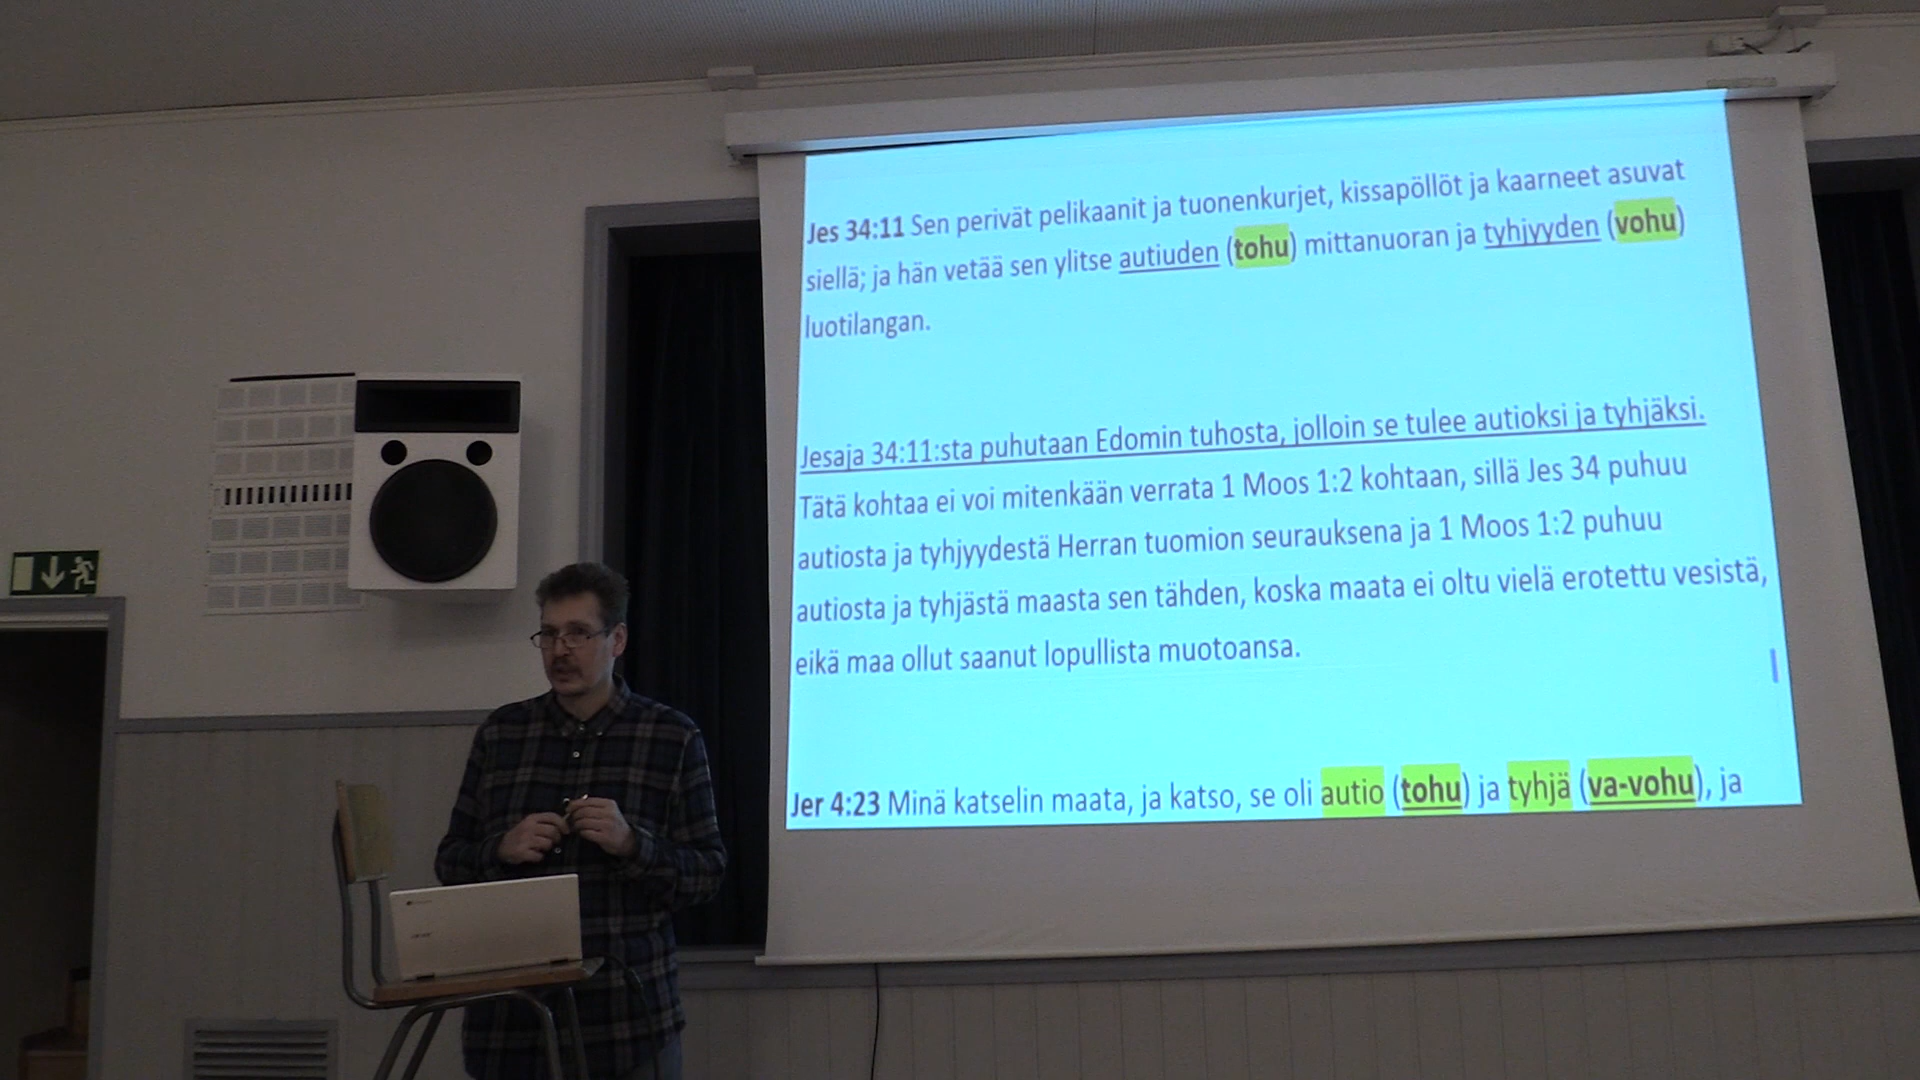 Jes 34:11 Sen perivät pelikaanit ja tuonenkurjet, kissapöllöt ja kaarneet asuvat
siellä; ja hän vetää sen ylitse autiuden (tohu) mittanuoran ja tyhjyyden (vohu)
luotilangan.
Jesaja 34:11:sta puhutaan Edomin tuhosta, jolloin se tulee autioksi ja tyhjäksi.
Tätä kohtaa ei voi mitenkään verrata 1 Moos 1:2 kohtaan, sillä Jes 34 puhuu
autiosta ja tyhjyydestä Herran tuomion seurauksena ja 1 Moos 1:2 puhuu
autiosta ja tyhjästä maasta sen tähden, koska maata ei oltu vielä erotettu vesistä,
eikä maa ollut saanut lopullista muotoansa.
Jer 4:23 Minä katselin maata, ja katso, se oli autio (tohu) ja tyhjä (va-vohu), ja
acer